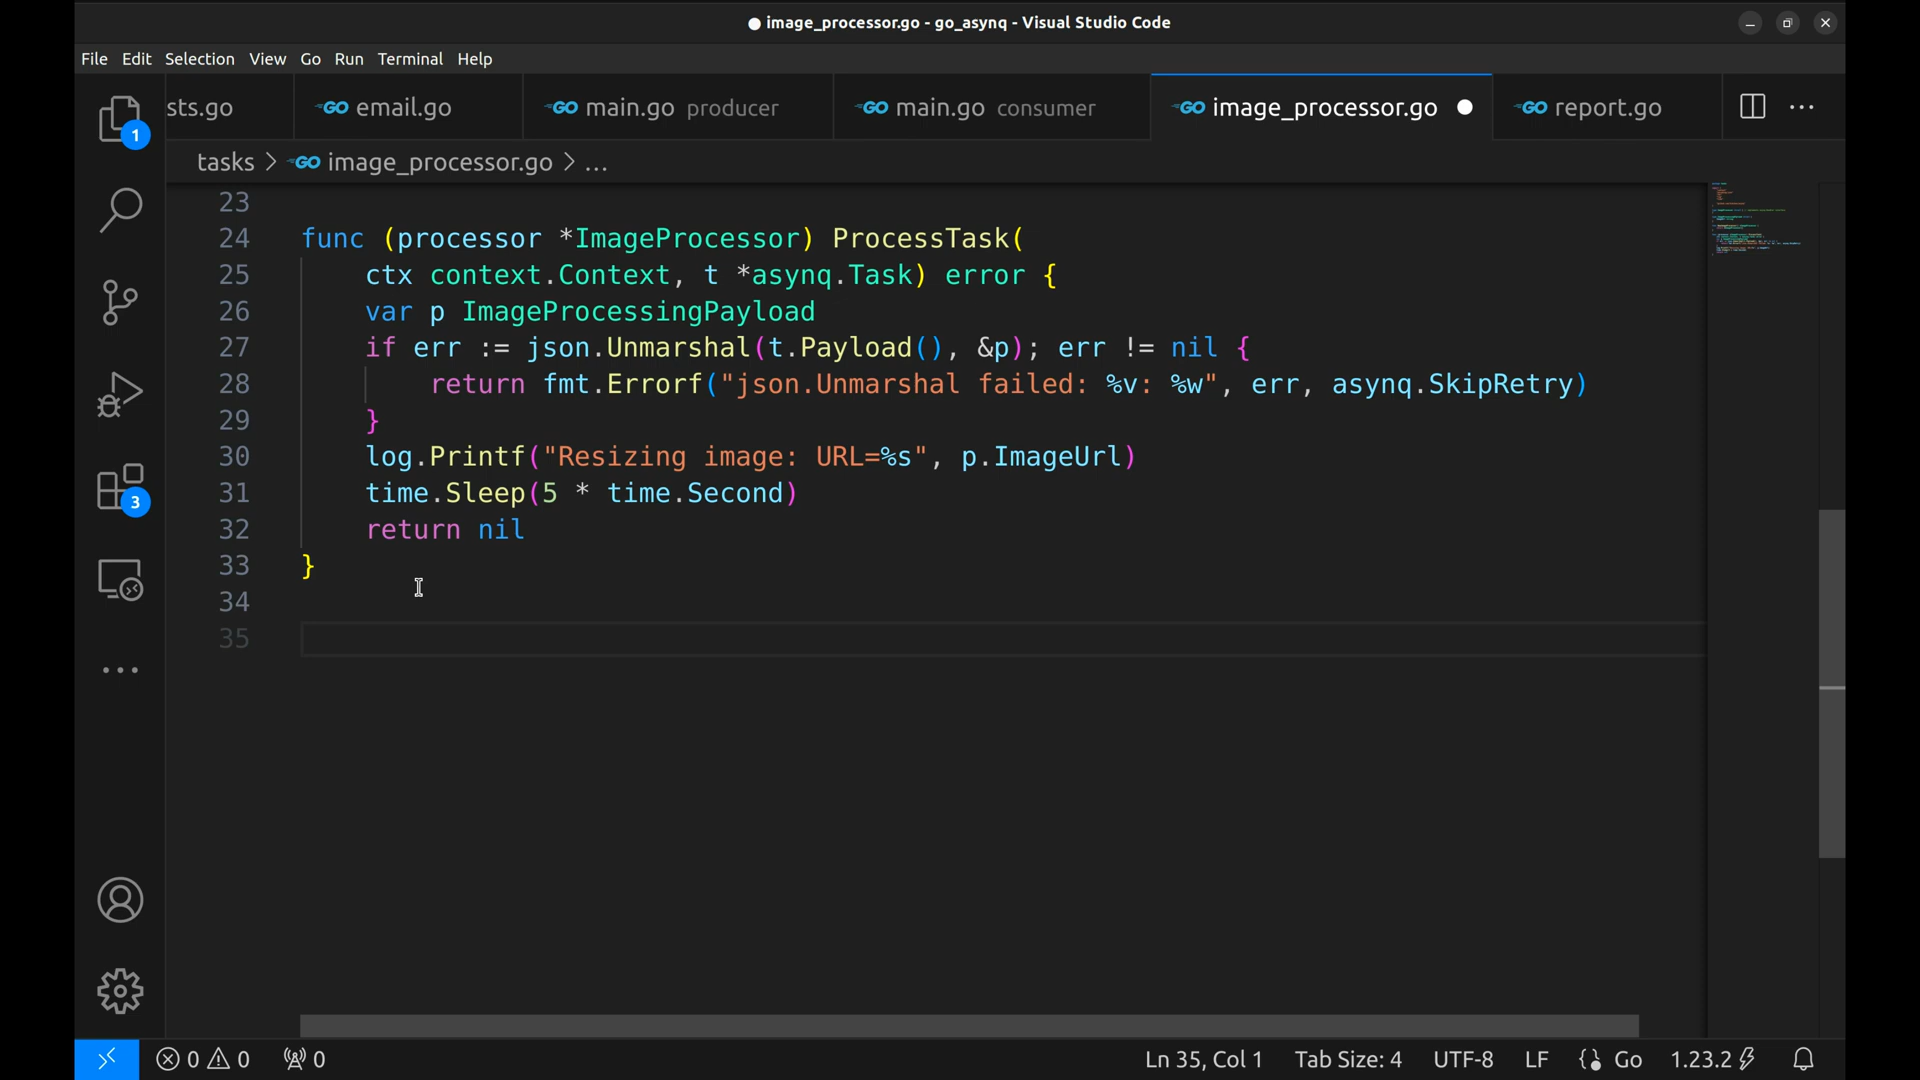 ● image_processor.go - go_asynq - Visual Studio Code
File Edit Selection View Go Run Terminal Help
sts.go email.go main.go producer main.go consumer image_processor.go ● report.go ...
tasks > image_processor.go > ...
23
24 func (processor *ImageProcessor) ProcessTask(
25 ctx context.Context, t *asynq.Task) error {
26 var p ImageProcessingPayload
27 if err := json.Unmarshal(t.Payload(), &p); err != nil {
28 return fmt.Errorf("json.Unmarshal failed: %v: %w", err, asynq.SkipRetry)
29 }
30 log.Printf("Resizing image: URL=%s", p.ImageUrl)
31 time.Sleep(5 * time.Second)
32 return nil
33 }
34
35
1
3
0 0 0 Ln 35, Col 1 Tab Size: 4 UTF-8 LF {} Go 1.23.2